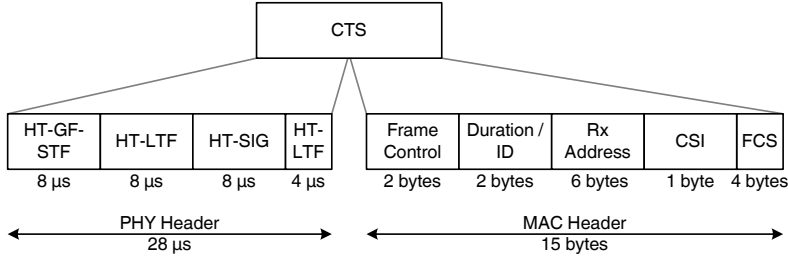 CTS
HT-GF-
STF
HT-LTF
HT-SIG
HT-
LTF
Frame
Control
Duration /
ID
Rx
Address
CSI
FCS
8 µs
8 µs
8 µs
4 µs
2 bytes
2 bytes
6 bytes
1 byte
4 bytes
PHY Header
28 µs
MAC Header
15 bytes